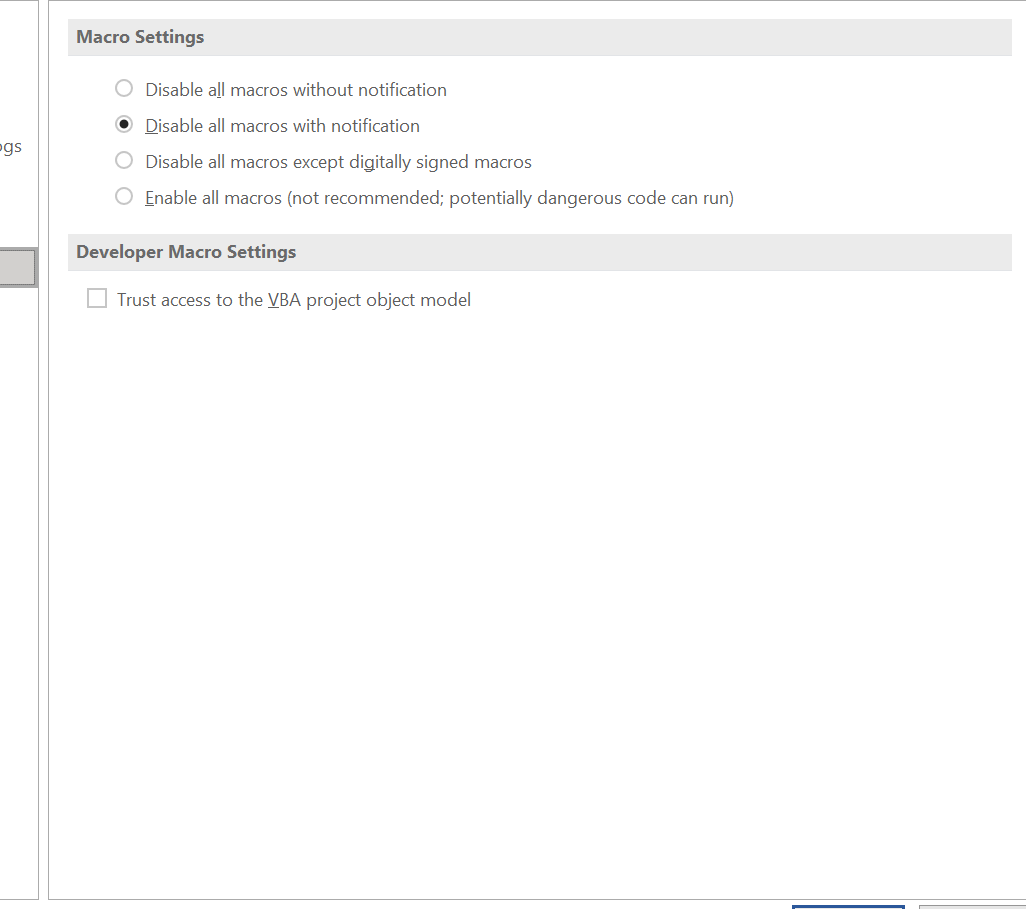 Macro Settings
Disable all macros without notification
Disable all macros with notification
ogs
Disable all macros except digitally signed macros
Enable all macros (not recommended; potentially dangerous code can run)
Developer Macro Settings
Trust access to the VBA project object model